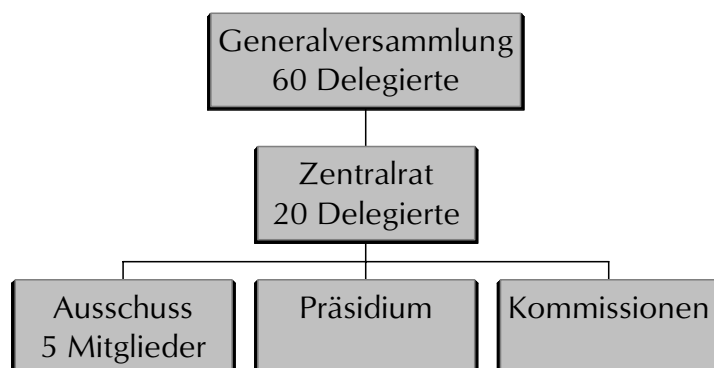 Generalversammlung
60 Delegierte
Zentralrat
20 Delegierte
Ausschuss
5 Mitglieder
Präsidium
Kommissionen